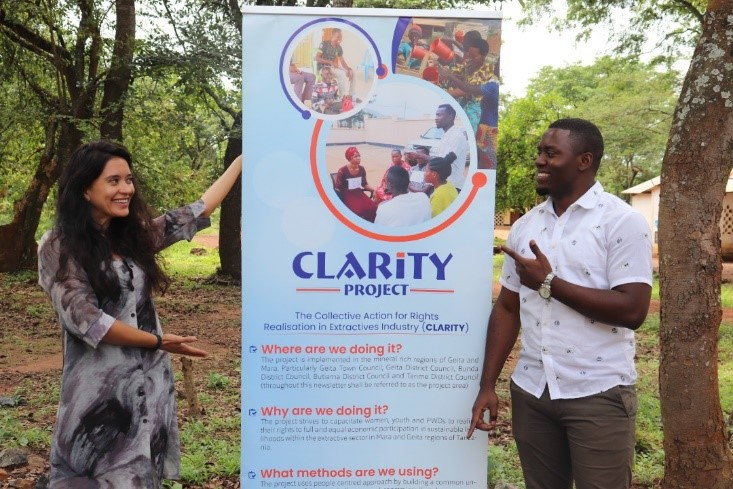 CLARiTY
PROJECT
The Collective Action for Rights
Realisation in Extractives Industry (CLARITY)
Where are we doing it?
The project is implemented in the mineral rich regions of Geita and
Mara. Particularly Geita Town Council, Geita District Council, Bunda
District Council, Butiama District Council and Tarime District Council
(throughout this newsletter shall be referred to as the project area)
Why are we doing it?
The project strives to capacitate women, youth and PWDs to
their rights to full and equal economic participation in sustainable
lihoods within the extractive sector in Mara and Geita regions of
nia.
What methods are we using?
The project uses people centred approach by building a common un-